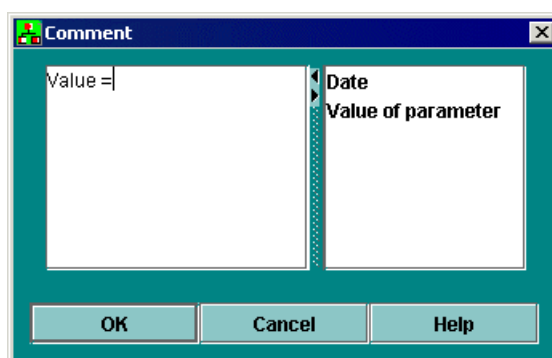 Comment
Value =
Date
Value of parameter
OK
Cancel
Help